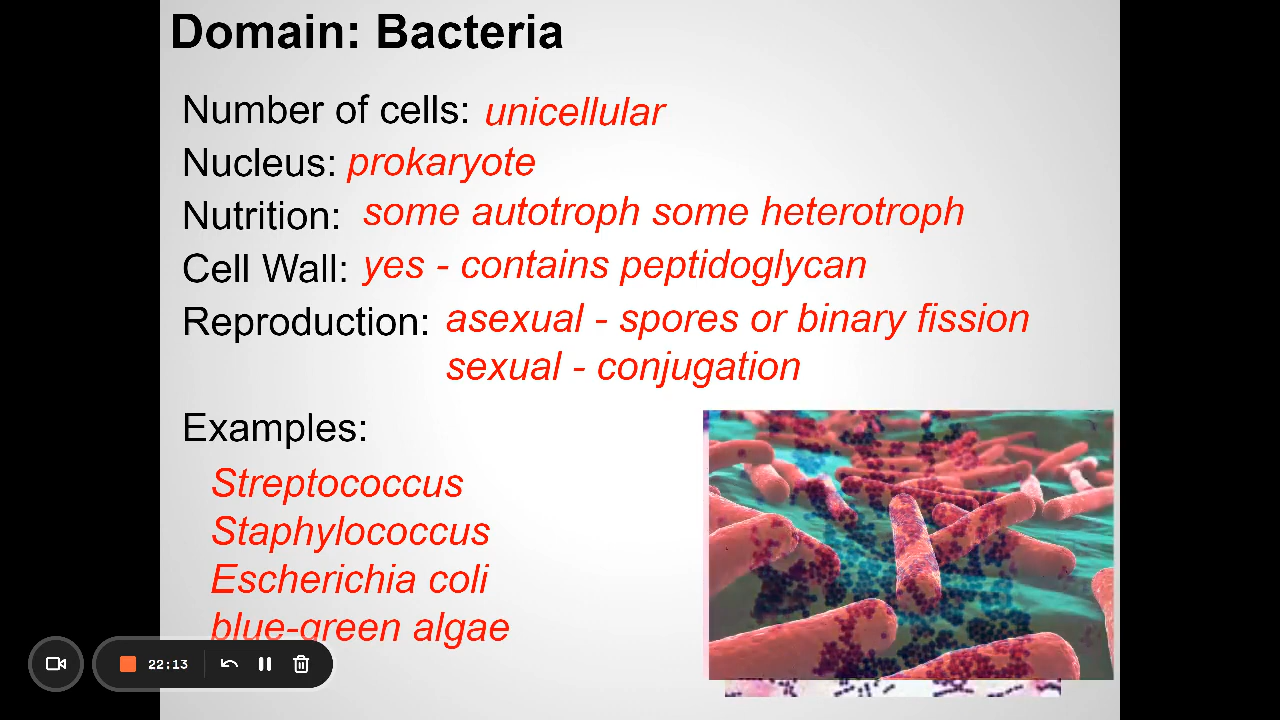 Domain: Bacteria
Number of cells: unicellular
Nucleus: prokaryote
Nutrition: some autotroph some heterotroph
Cell Wall: yes - contains peptidoglycan
Reproduction: asexual - spores or binary fission
sexual - conjugation
Examples:
Streptococcus
Staphylococcus
Escherichia coli
blue-green algae
22:13